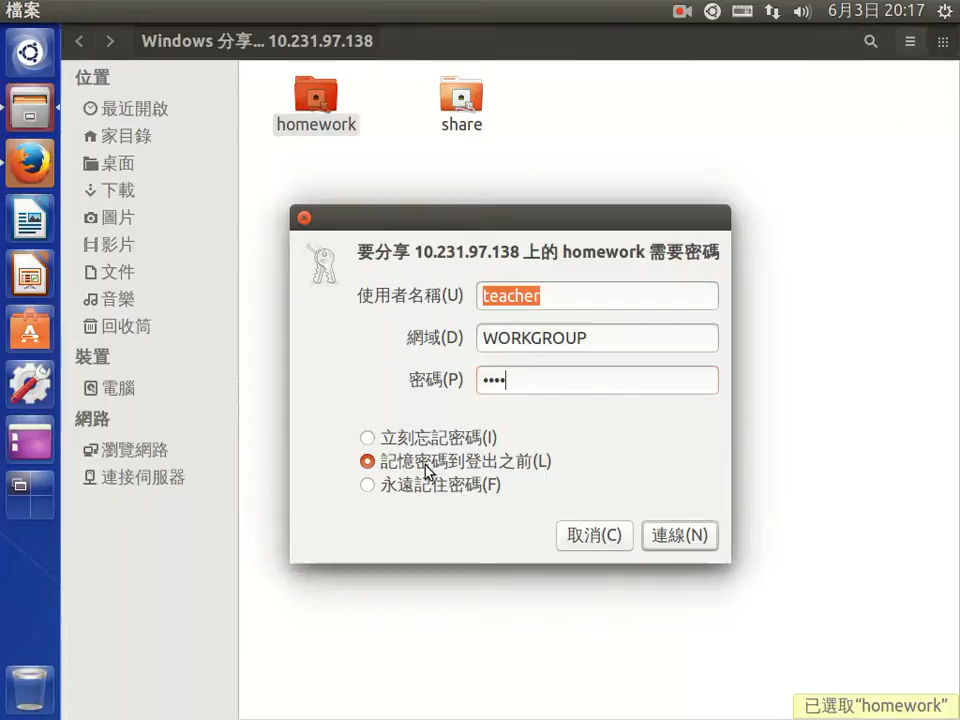 檔案
6月3日 20:17
Windows 分享... 10.231.97.138
位置
最近開啟
家目錄
桌面
下載
圖片
影片
文件
音樂
回收筒
裝置
電腦
網路
瀏覽網路
連接伺服器
homework
share
要分享 10.231.97.138 上的 homework 需要密碼
使用者名稱(U) teacher
網域(D) WORKGROUP
密碼(P) ••••
立刻忘記密碼(I)
記憶密碼到登出之前(L)
永遠記住密碼(F)
取消(C) 連線(N)
已選取“homework”